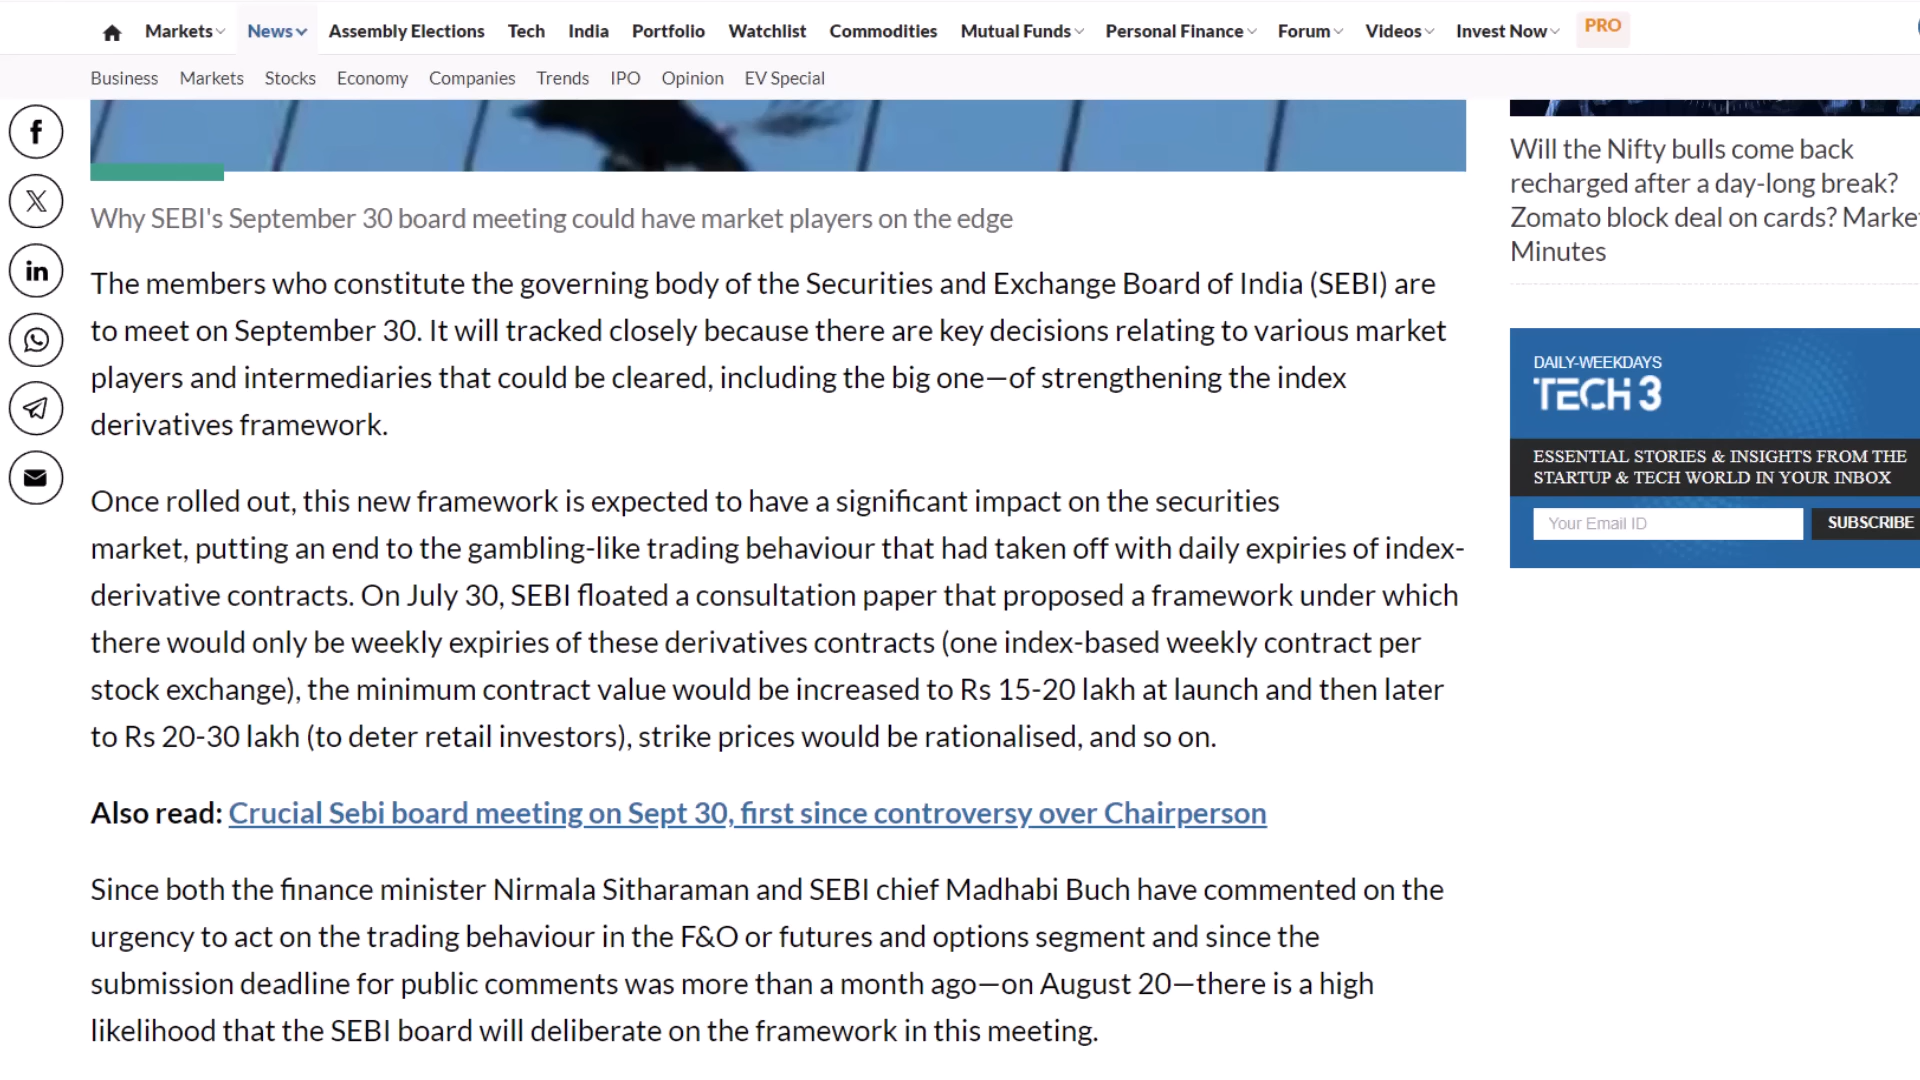 Markets News Assembly Elections Tech India Portfolio Watchlist Commodities Mutual Funds Personal Finance Forum Videos Invest Now PRO
Business Markets Stocks Economy Companies Trends IPO Opinion EV Special
Why SEBI's September 30 board meeting could have market players on the edge
The members who constitute the governing body of the Securities and Exchange Board of India (SEBI) are
to meet on September 30. It will tracked closely because there are key decisions relating to various market
players and intermediaries that could be cleared, including the big one—of strengthening the index
derivatives framework.
Once rolled out, this new framework is expected to have a significant impact on the securities
market, putting an end to the gambling-like trading behaviour that had taken off with daily expiries of index-
derivative contracts. On July 30, SEBI floated a consultation paper that proposed a framework under which
there would only be weekly expiries of these derivatives contracts (one index-based weekly contract per
stock exchange), the minimum contract value would be increased to Rs 15-20 lakh at launch and then later
to Rs 20-30 lakh (to deter retail investors), strike prices would be rationalised, and so on.
Also read: Crucial Sebi board meeting on Sept 30, first since controversy over Chairperson
Since both the finance minister Nirmala Sitharaman and SEBI chief Madhabi Buch have commented on the
urgency to act on the trading behaviour in the F&O or futures and options segment and since the
submission deadline for public comments was more than a month ago—on August 20—there is a high
likelihood that the SEBI board will deliberate on the framework in this meeting.
Will the Nifty bulls come back
recharged after a day-long break?
Zomato block deal on cards? Marke
Minutes
DAILY-WEEKDAYS
TECH 3
ESSENTIAL STORIES & INSIGHTS FROM THE
STARTUP & TECH WORLD IN YOUR INBOX
Your Email ID SUBSCRIBE